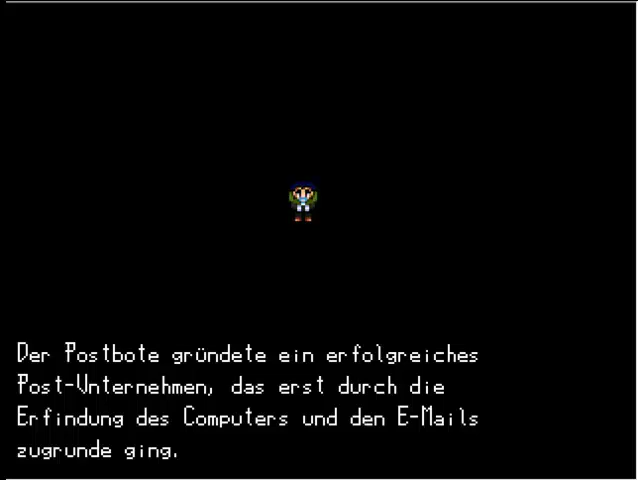 Der Postbote gründete ein erfolgreiches
Post-Unternehmen, das erst durch die
Erfindung des Computers und den E-Mails
zugrunde ging.